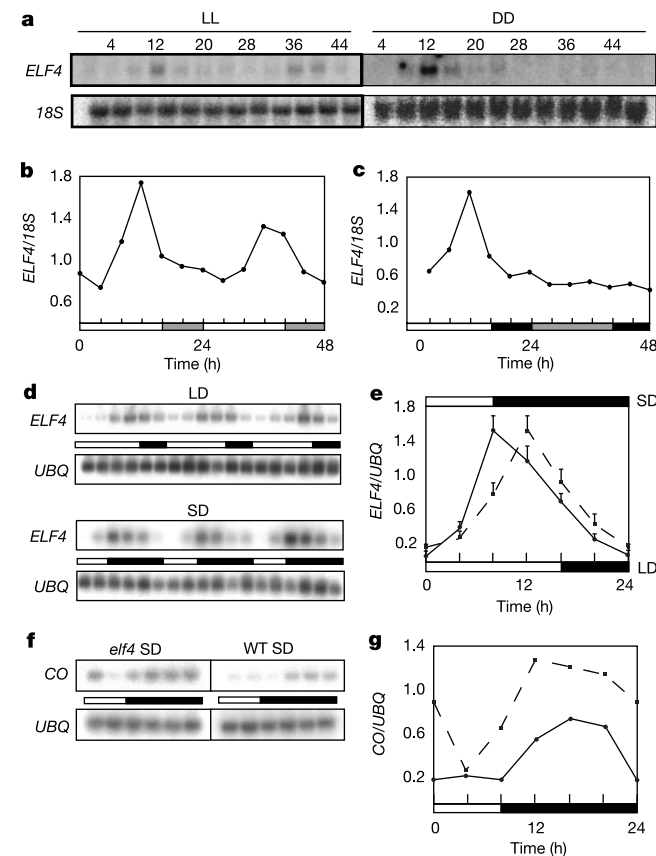 a
LL DD
4 12 20 28 36 44 4 12 20 28 36 44
ELF4
18S
b
1.8
1.4
1.0
0.6
ELF4/18S
0 24 48
Time (h)
c
1.8
1.4
1.0
0.6
0.2
ELF4/18S
0 24 48
Time (h)
d
LD
ELF4
UBQ
SD
ELF4
UBQ
e
SD
1.8
1.4
1.0
0.6
0.2
ELF4/UBQ
LD
0 12 24
Time (h)
f
elf4 SD WT SD
CO
UBQ
g
1.4
1.0
0.6
0.2
CO/UBQ
0 12 24
Time (h)